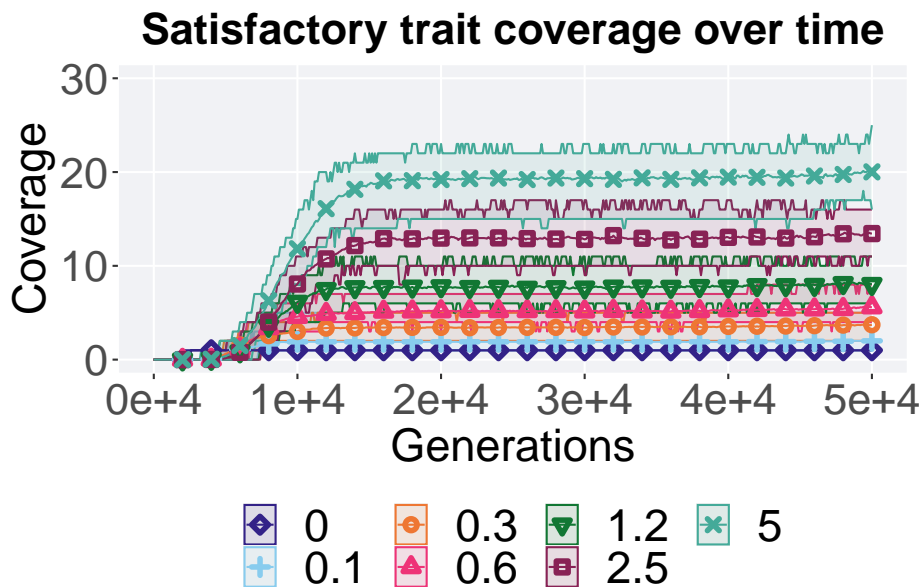 Satisfactory trait coverage over time
Coverage
30
20
10
0
0e+4 1e+4 2e+4 3e+4 4e+4 5e+4
Generations
0 0.3 1.2 5
0.1 0.6 2.5